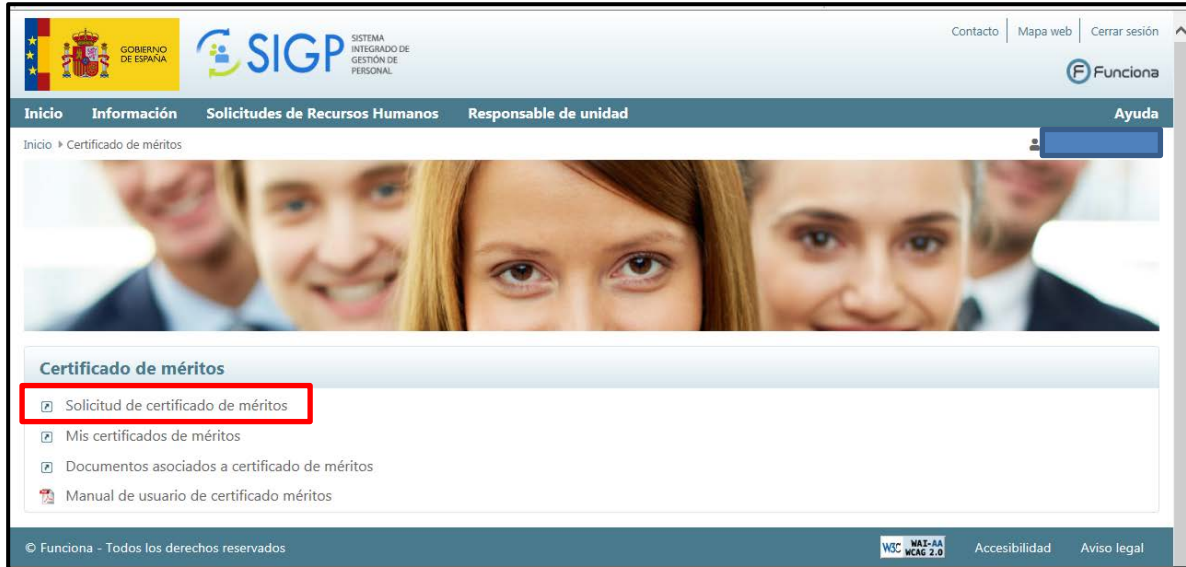 GOBIERNO
DE ESPAÑA
SIGP
SISTEMA
INTEGRADO DE
GESTIÓN DE
PERSONAL
Contacto Mapa web Cerrar sesión
F Funciona
Inicio Información Solicitudes de Recursos Humanos Responsable de unidad Ayuda
Inicio Certificado de méritos
Certificado de méritos
Solicitud de certificado de méritos
Mis certificados de méritos
Documentos asociados a certificado de méritos
Manual de usuario de certificado méritos
© Funciona - Todos los derechos reservados
W3C WAI-AA
WCAG 2.0
Accesibilidad Aviso legal